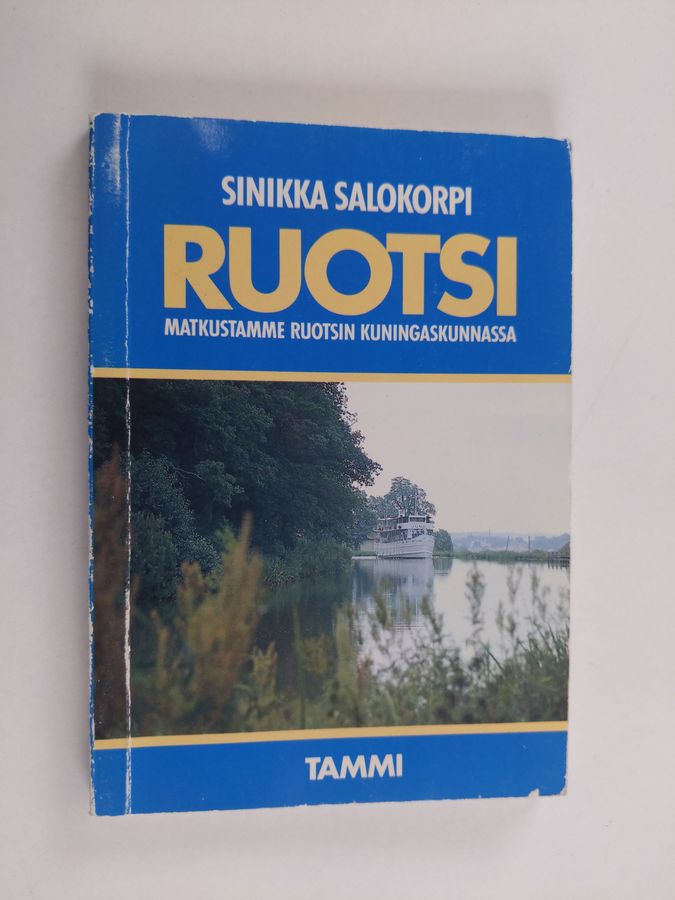 SINIKKA SALOKORPI
RUOTSI
MATKUSTAMME RUOTSIN KUNINGASKUNNASSA
TAMMI